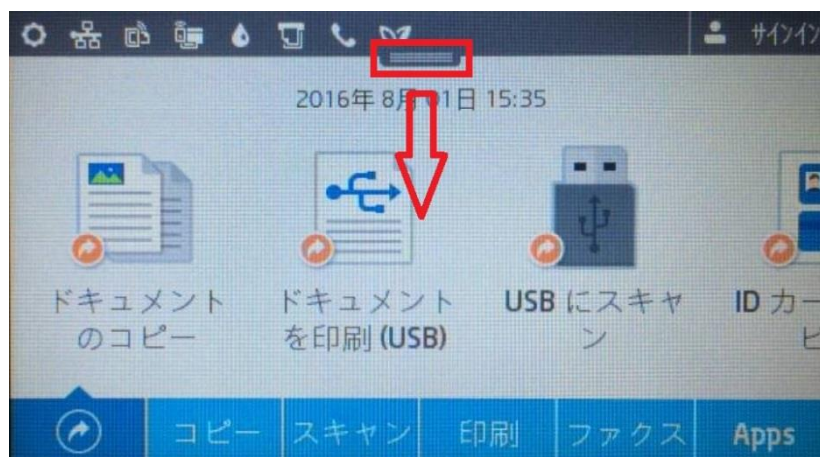 サインイン
2016年 8月 01日 15:35
ドキュメント
のコピー
ドキュメント
を印刷 (USB)
USB にスキャ
ン
ID カー
ピ
コピー
スキャン
印刷
ファクス
Apps